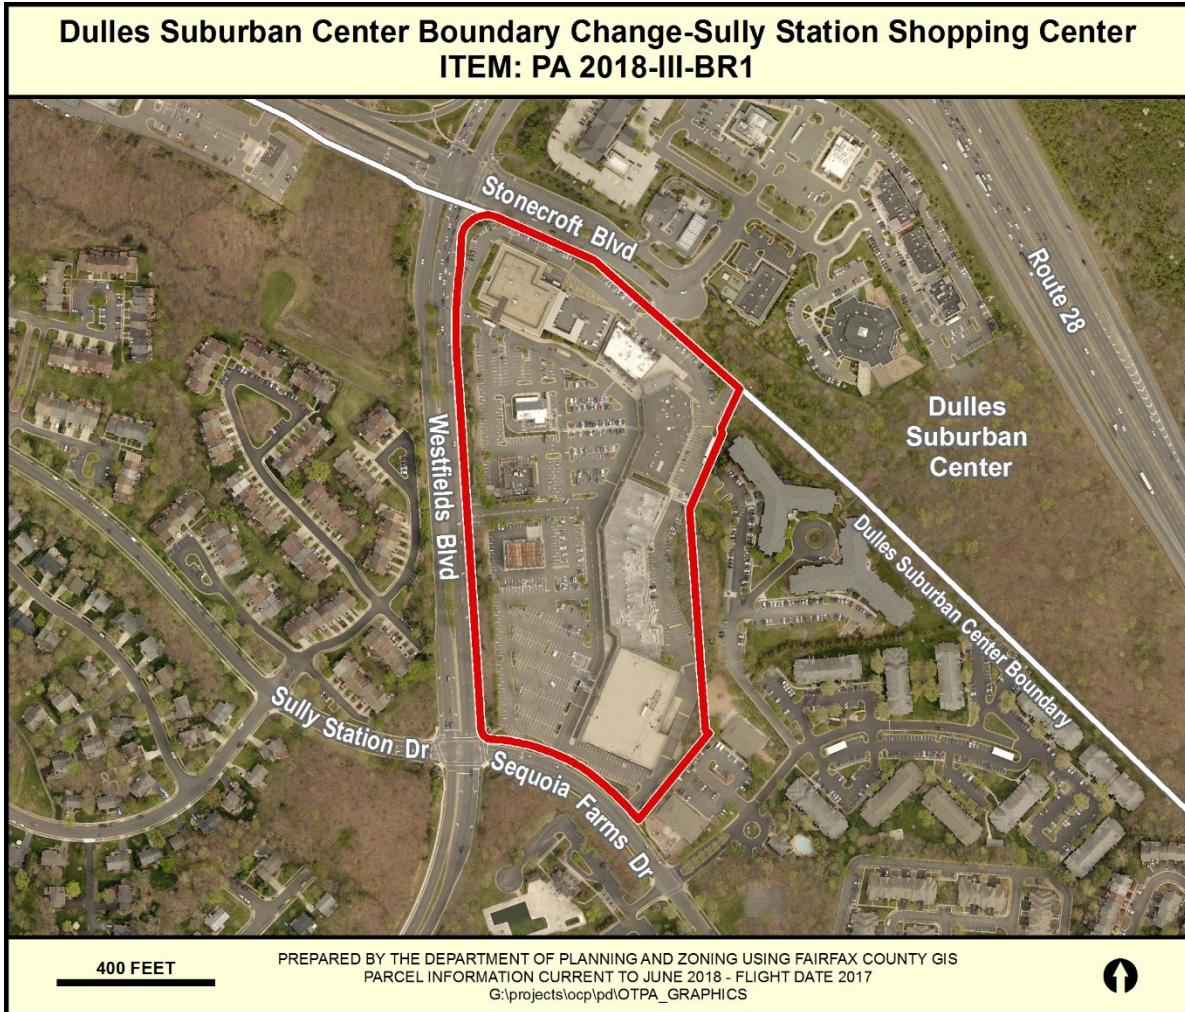 Dulles Suburban Center Boundary Change-Sully Station Shopping Center
ITEM: PA 2018-III-BR1
Stonecroft Blvd
Route 28
Dulles
Suburban
Center
Westfields Blvd
Dulles Suburban Center Boundary
Sully Station Dr
Sequoia Farms Dr
400 FEET
PREPARED BY THE DEPARTMENT OF PLANNING AND ZONING USING FAIRFAX COUNTY GIS
PARCEL INFORMATION CURRENT TO JUNE 2018 - FLIGHT DATE 2017
G:\projects\ocp\pd\OTPA_GRAPHICS